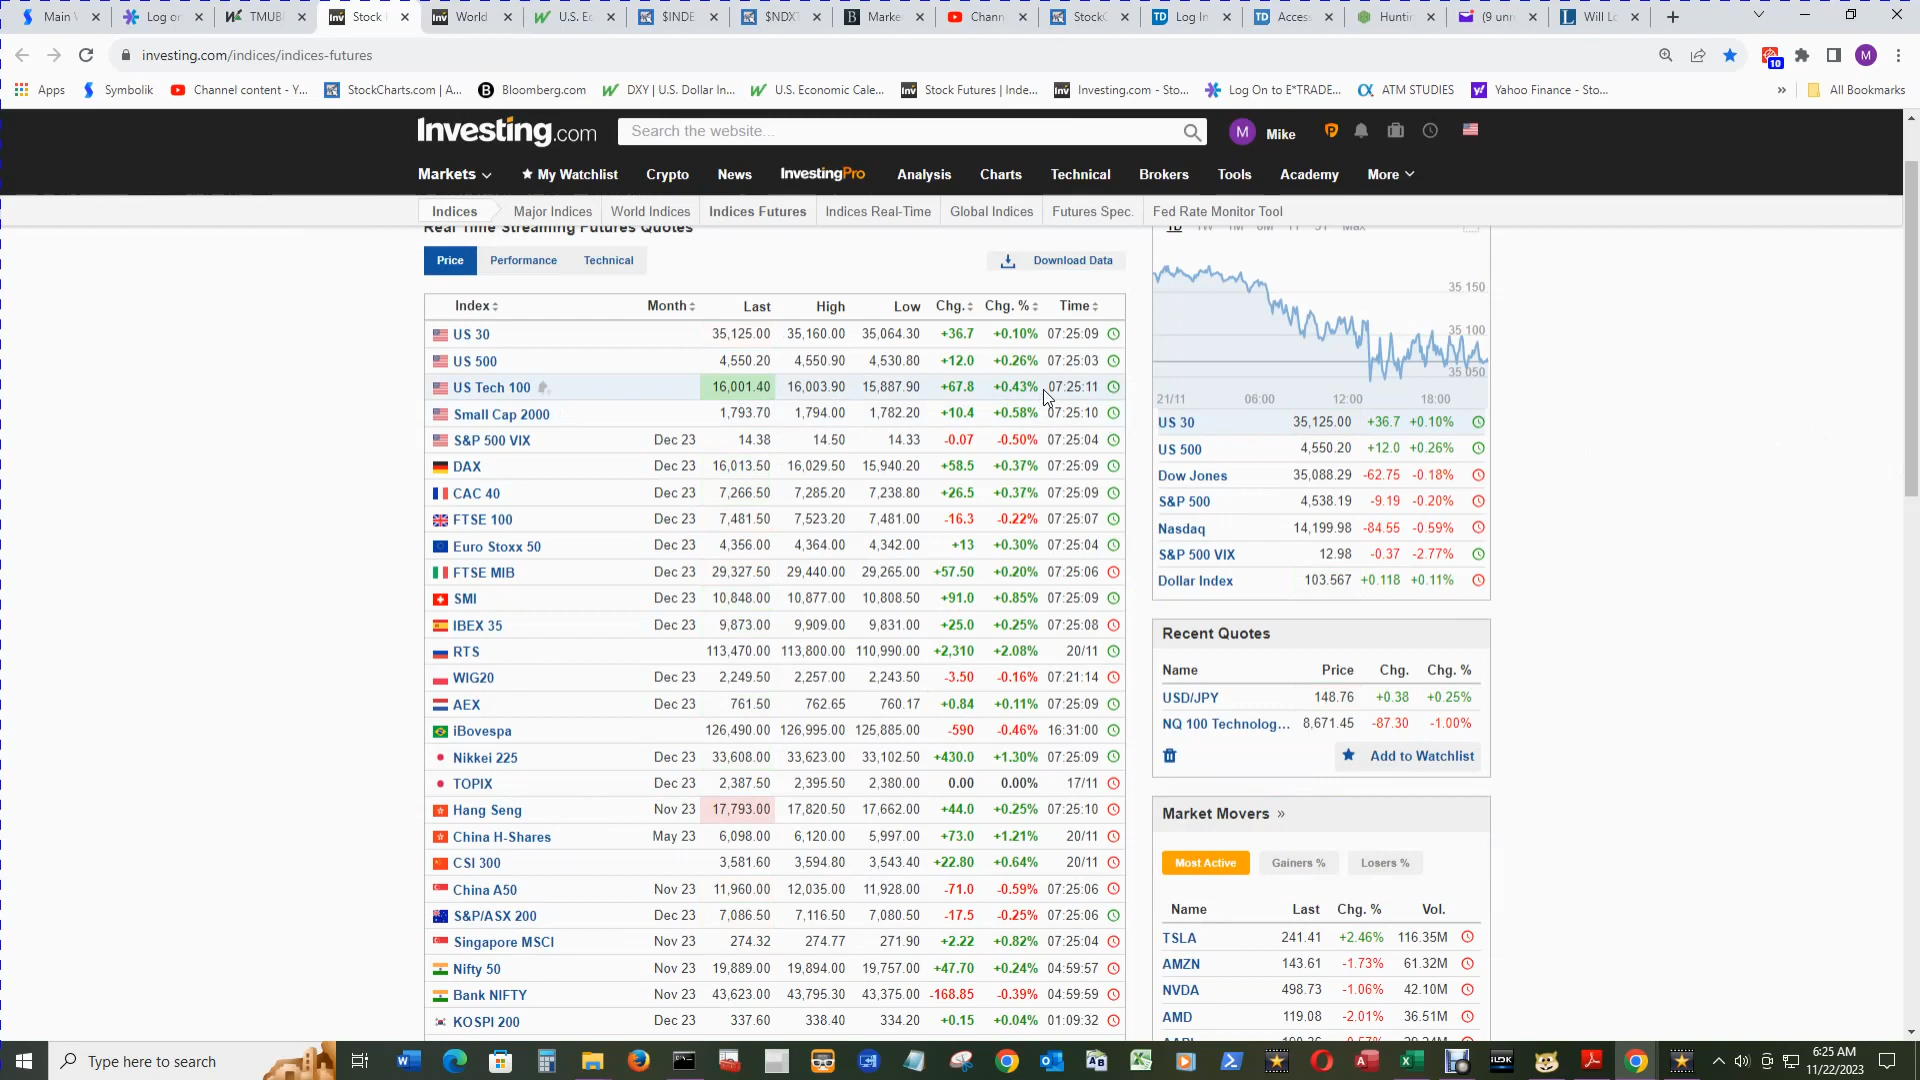 Main \
Log or
TMUBI
Stock I
World
U.S. Ec
$INDE
$NDXT
Marke
Chann
StockC
Log In
Access
Huntin
(9 unr
Will Lo
investing.com/indices/indices-futures
10
M
Apps Symbolik Channel content - Y... StockCharts.com | A... Bloomberg.com DXY | U.S. Dollar In... U.S. Economic Cale... Stock Futures | Inde... Investing.com - Sto... Log On to E*TRADE... ATM STUDIES Yahoo Finance - Sto... » All Bookmarks
Investing.com Search the website... M Mike
Markets My Watchlist Crypto News InvestingPro Analysis Charts Technical Brokers Tools Academy More
Indices Major Indices World Indices Indices Futures Indices Real-Time Global Indices Futures Spec. Fed Rate Monitor Tool
Real Time Streaming Futures Quotes
Price Performance Technical Download Data
Index Month Last High Low Chg. Chg. % Time
US 30 35,125.00 35,160.00 35,064.30 +36.7 +0.10% 07:25:09
US 500 4,550.20 4,550.90 4,530.80 +12.0 +0.26% 07:25:03
US Tech 100 16,001.40 16,003.90 15,887.90 +67.8 +0.43% 07:25:11
Small Cap 2000 1,793.70 1,794.00 1,782.20 +10.4 +0.58% 07:25:10
S&P 500 VIX Dec 23 14.38 14.50 14.33 -0.07 -0.50% 07:25:04
DAX Dec 23 16,013.50 16,029.50 15,940.20 +58.5 +0.37% 07:25:09
CAC 40 Dec 23 7,266.50 7,285.20 7,238.80 +26.5 +0.37% 07:25:09
FTSE 100 Dec 23 7,481.50 7,523.20 7,481.00 -16.3 -0.22% 07:25:07
Euro Stoxx 50 Dec 23 4,356.00 4,364.00 4,342.00 +13 +0.30% 07:25:04
FTSE MIB Dec 23 29,327.50 29,440.00 29,265.00 +57.50 +0.20% 07:25:06
SMI Dec 23 10,848.00 10,877.00 10,808.50 +91.0 +0.85% 07:25:09
IBEX 35 Dec 23 9,873.00 9,909.00 9,831.00 +25.0 +0.25% 07:25:08
RTS 113,470.00 113,800.00 110,990.00 +2,310 +2.08% 20/11
WIG20 Dec 23 2,249.50 2,257.00 2,243.50 -3.50 -0.16% 07:21:14
AEX Dec 23 761.50 762.65 760.17 +0.84 +0.11% 07:25:09
iBovespa 126,490.00 126,995.00 125,885.00 -590 -0.46% 16:31:00
Nikkei 225 Dec 23 33,608.00 33,623.00 33,102.50 +430.0 +1.30% 07:25:09
TOPIX Dec 23 2,387.50 2,395.50 2,380.00 0.00 0.00% 17/11
Hang Seng Nov 23 17,793.00 17,820.50 17,662.00 +44.0 +0.25% 07:25:10
China H-Shares May 23 6,098.00 6,120.00 5,997.00 +73.0 +1.21% 20/11
CSI 300 3,581.60 3,594.80 3,543.40 +22.80 +0.64% 20/11
China A50 Nov 23 11,960.00 12,035.00 11,928.00 -71.0 -0.59% 07:25:06
S&P/ASX 200 Dec 23 7,086.50 7,116.50 7,080.50 -17.5 -0.25% 07:25:06
Singapore MSCI Nov 23 274.32 274.77 271.90 +2.22 +0.82% 07:25:04
Nifty 50 Nov 23 19,889.00 19,894.00 19,757.00 +47.70 +0.24% 04:59:57
Bank NIFTY Nov 23 43,623.00 43,795.30 43,375.00 -168.85 -0.39% 04:59:59
KOSPI 200 Dec 23 337.60 338.40 334.20 +0.15 +0.04% 01:09:32
1D 1W 1M 6M 1Y 5Y Max
35 150
35 100
35 050
21/11 06:00 12:00 18:00
US 30 35,125.00 +36.7 +0.10%
US 500 4,550.20 +12.0 +0.26%
Dow Jones 35,088.29 -62.75 -0.18%
S&P 500 4,538.19 -9.19 -0.20%
Nasdaq 14,199.98 -84.55 -0.59%
S&P 500 VIX 12.98 -0.37 -2.77%
Dollar Index 103.567 +0.118 +0.11%
Recent Quotes
Name Price Chg. Chg. %
USD/JPY 148.76 +0.38 +0.25%
NQ 100 Technolog... 8,671.45 -87.30 -1.00%
Add to Watchlist
Market Movers »
Most Active Gainers % Losers %
Name Last Chg. % Vol.
TSLA 241.41 +2.46% 116.35M
AMZN 143.61 -1.73% 61.32M
NVDA 498.73 -1.06% 42.10M
AMD 119.08 -2.01% 36.51M
Type here to search
6:25 AM
11/22/2023